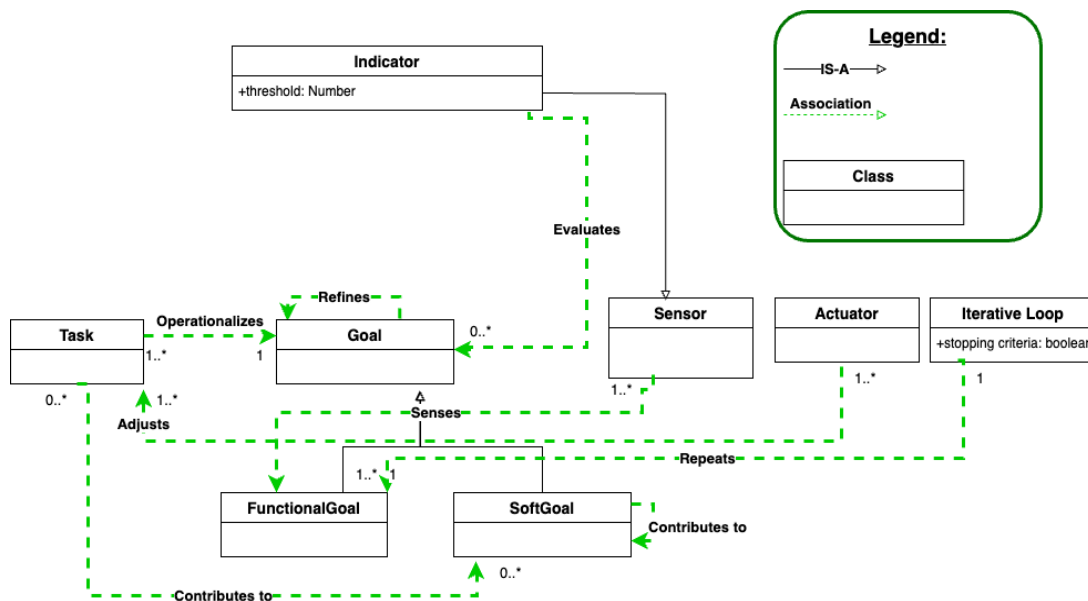 Legend:
Indicator
IS-A
+threshold: Number
Association
Class
Evaluates
Refines
Sensor
Actuator
Iterative Loop
Task
Operationalizes
Goal
0..*
+stopping criteria: boolean
1..*
1
0..*
1..*
1..*
1..*
1
Adjusts
Senses
Repeats
1..*
1
FunctionalGoal
SoftGoal
Contributes to
0..*
Contributes to